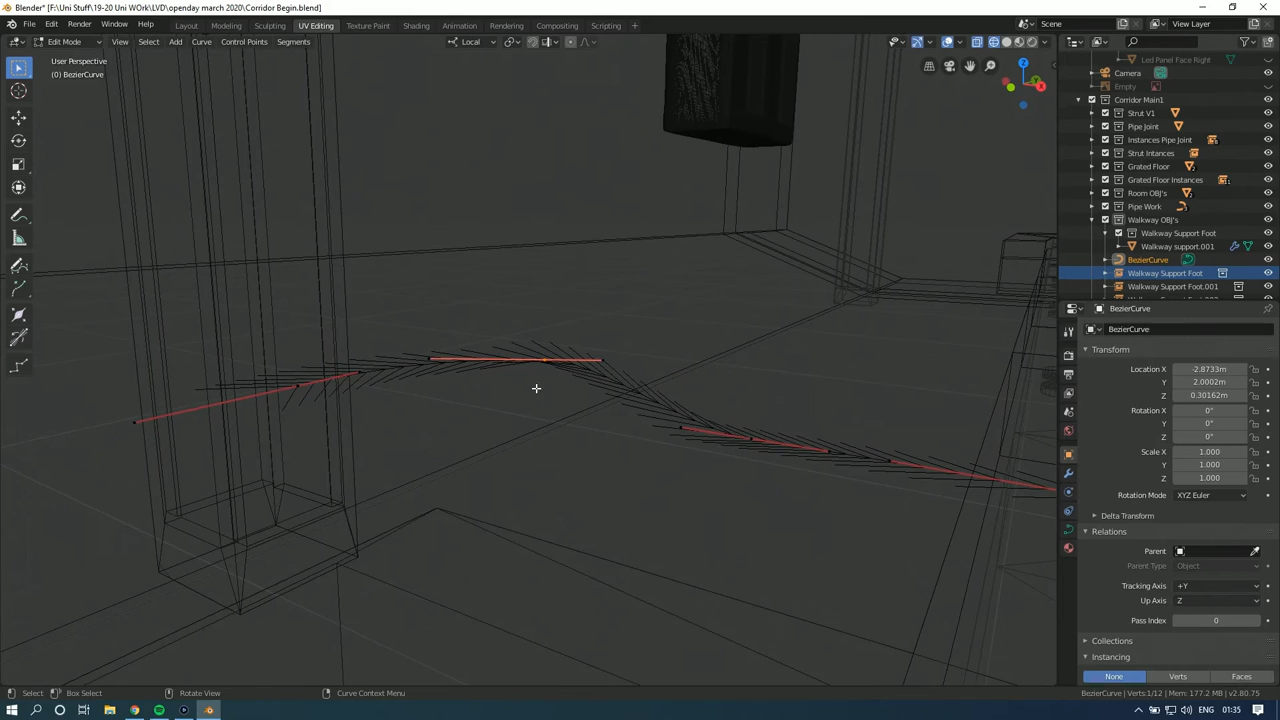 Blender* [F:\Uni Stuff\19-20 Uni WOrk\LVD\openday march 2020\Corridor Begin.blend]
File Edit Render Window Help Layout Modeling Sculpting UV Editing Texture Paint Shading Animation Rendering Compositing Scripting + Scene View Layer
Edit Mode View Select Add Curve Control Points Segments Local
User Perspective
(0) BezierCurve
Z
Y
X
Led Panel Face Right
Camera
Empty
Corridor Main1
Strut V1
Pipe Joint
Instances Pipe Joint
Strut Intances
Grated Floor
Grated Floor Instances
Room OBJ's
Pipe Work
Walkway OBJ's
Walkway Support Foot
Walkway support.001
BezierCurve
Walkway Support Foot
Walkway Support Foot.001
BezierCurve
BezierCurve
Transform
Location X -2.8733m
Y 2.0002m
Z 0.30162m
Rotation X 0°
Y 0°
Z 0°
Scale X 1.000
Y 1.000
Z 1.000
Rotation Mode XYZ Euler
Delta Transform
Relations
Parent
Parent Type Object
Tracking Axis +Y
Up Axis Z
Pass Index 0
Collections
Instancing
None Verts Faces
Select Box Select Rotate View Curve Context Menu BezierCurve | Verts:1/12 | Mem: 177.2 MB | v2.80.75
ENG 01:35